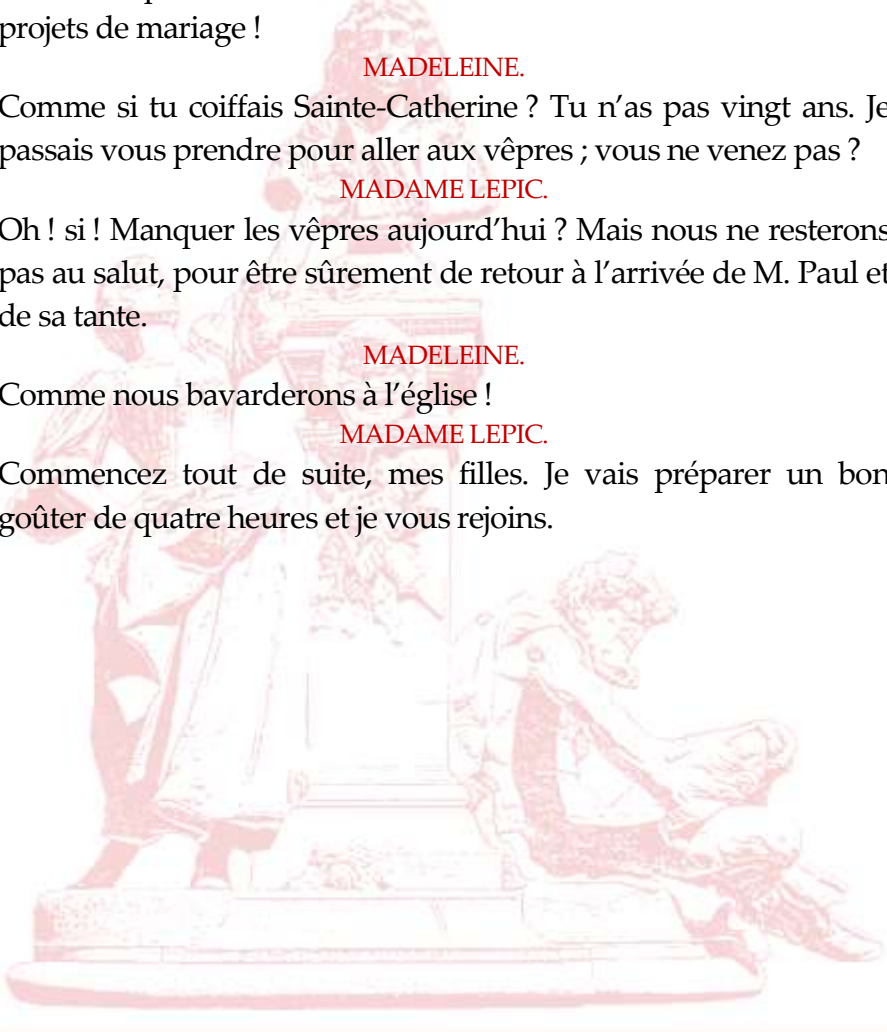 projets de mariage !
MADELEINE.
Comme si tu coiffais Sainte-Catherine ? Tu n’as pas vingt ans. Je
passais vous prendre pour aller aux vêpres ; vous ne venez pas ?
MADAME LEPIC.
Oh ! si ! Manquer les vêpres aujourd’hui ? Mais nous ne resterons
pas au salut, pour être sûrement de retour à l’arrivée de M. Paul et
de sa tante.
MADELEINE.
Comme nous bavarderons à l’église !
MADAME LEPIC.
Commencez tout de suite, mes filles. Je vais préparer un bon
goûter de quatre heures et je vous rejoins.